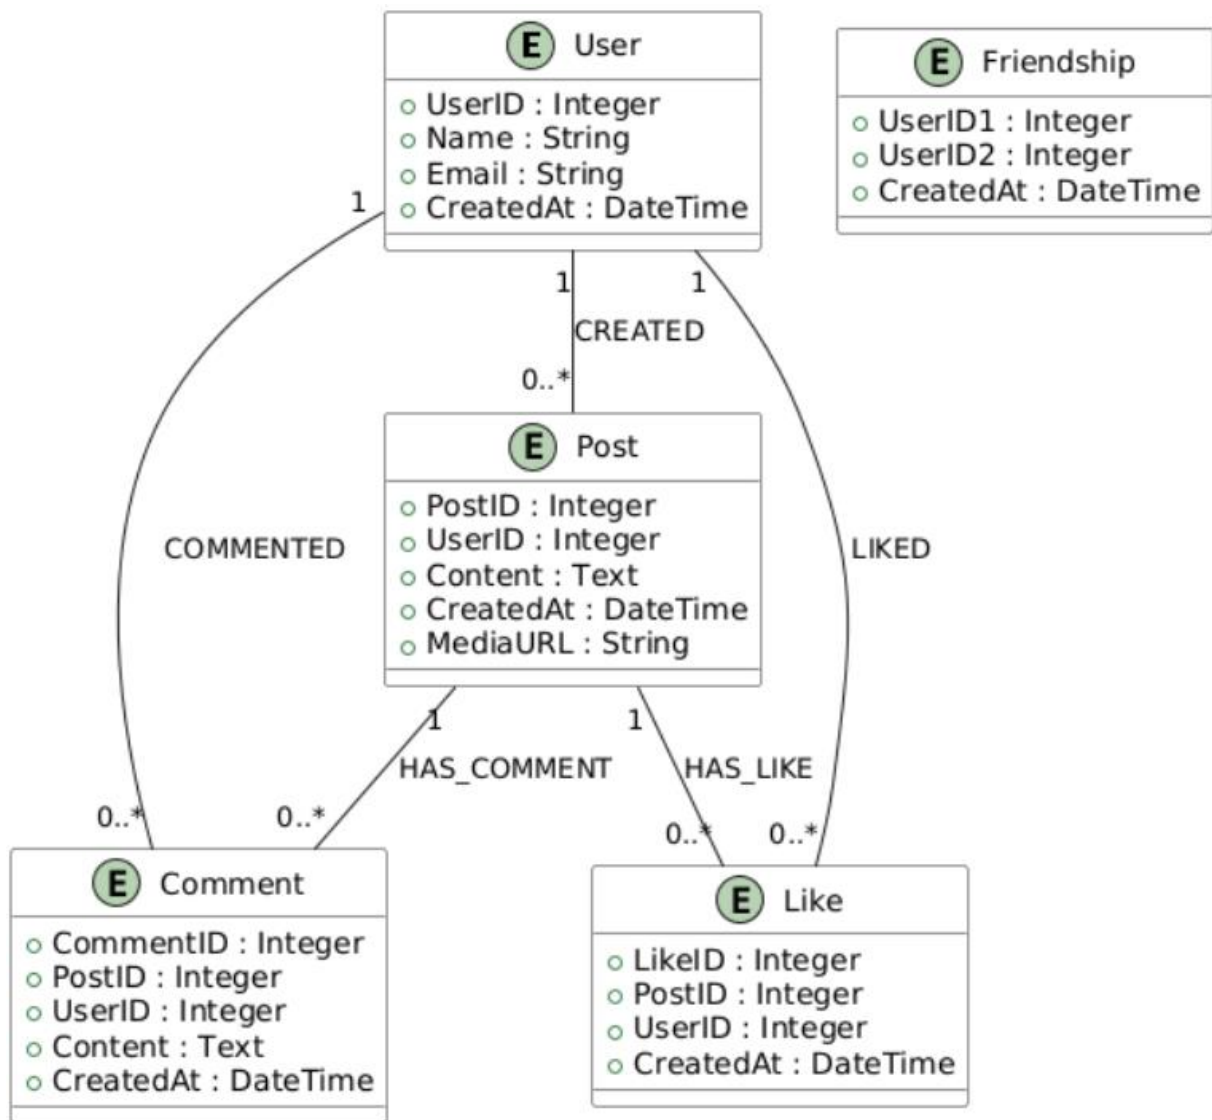 E User
UserID : Integer
Name : String
Email : String
CreatedAt : DateTime
E Friendship
UserID1 : Integer
UserID2 : Integer
CreatedAt : DateTime
1
1
1
CREATED
0..*
E Post
PostID : Integer
UserID : Integer
Content : Text
CreatedAt : DateTime
MediaURL : String
COMMENTED
LIKED
1
1
HAS_COMMENT
HAS_LIKE
0..*
0..*
0..*
0..*
E Comment
CommentID : Integer
PostID : Integer
UserID : Integer
Content : Text
CreatedAt : DateTime
E Like
LikeID : Integer
PostID : Integer
UserID : Integer
CreatedAt : DateTime